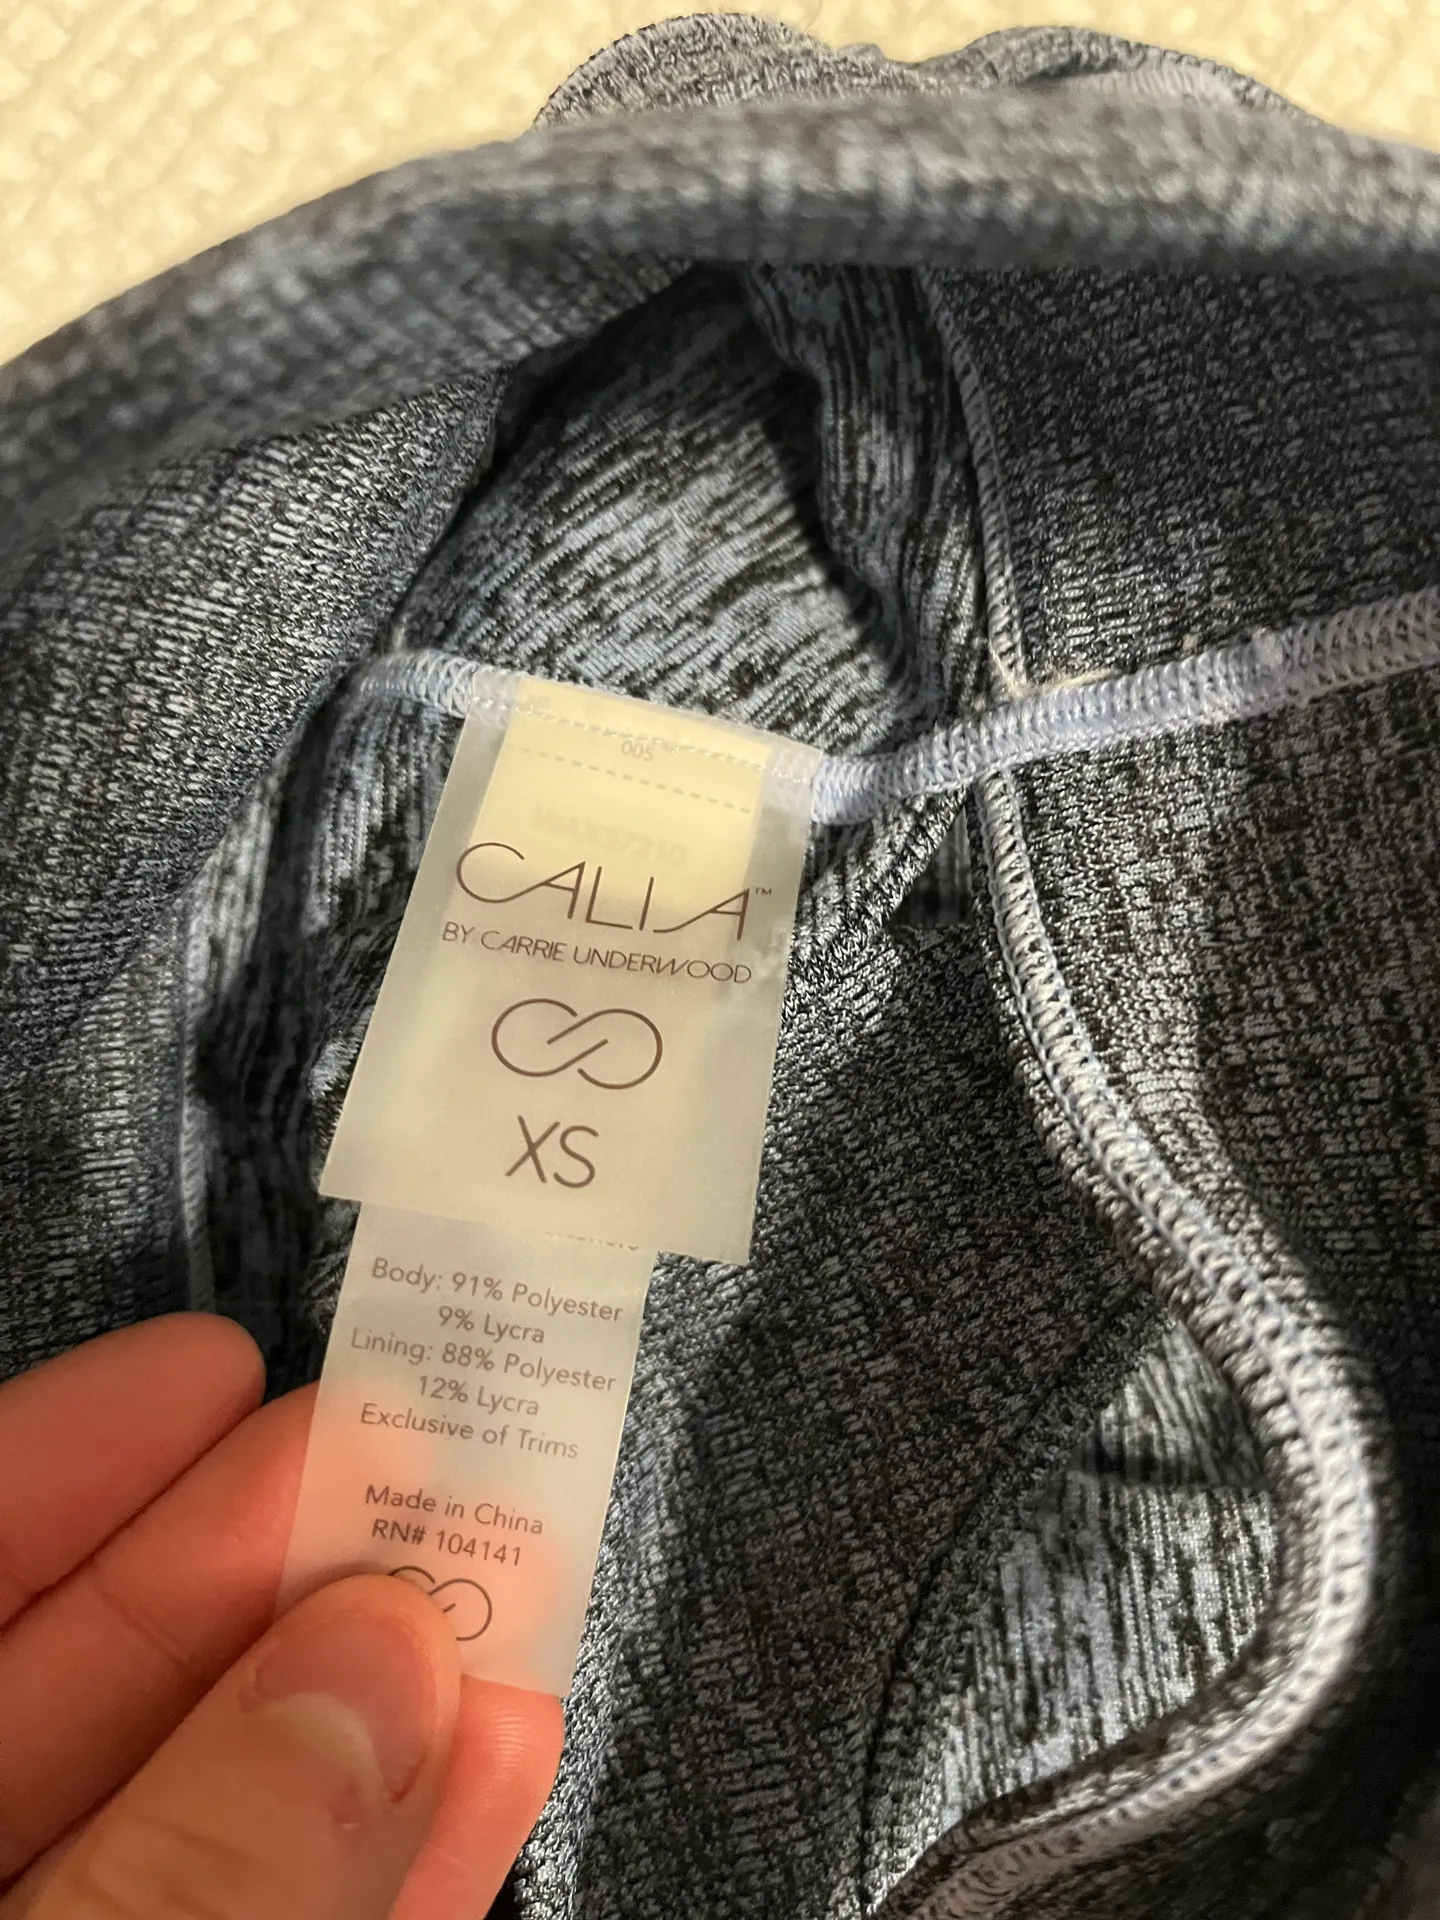 005
CALIA™
BY CARRIE UNDERWOOD
XS
Body: 91% Polyester
9% Lycra
Lining: 88% Polyester
12% Lycra
Exclusive of Trims
Made in China
RN# 104141